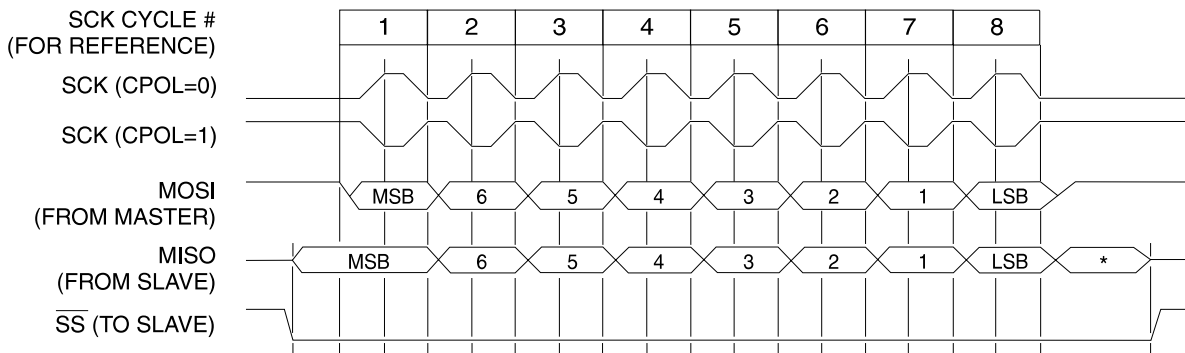 SCK CYCLE #
(FOR REFERENCE)
1 2 3 4 5 6 7 8
SCK (CPOL=0)
SCK (CPOL=1)
MOSI
(FROM MASTER)
MSB 6 5 4 3 2 1 LSB
MISO
(FROM SLAVE)
MSB 6 5 4 3 2 1 LSB *
SS (TO SLAVE)